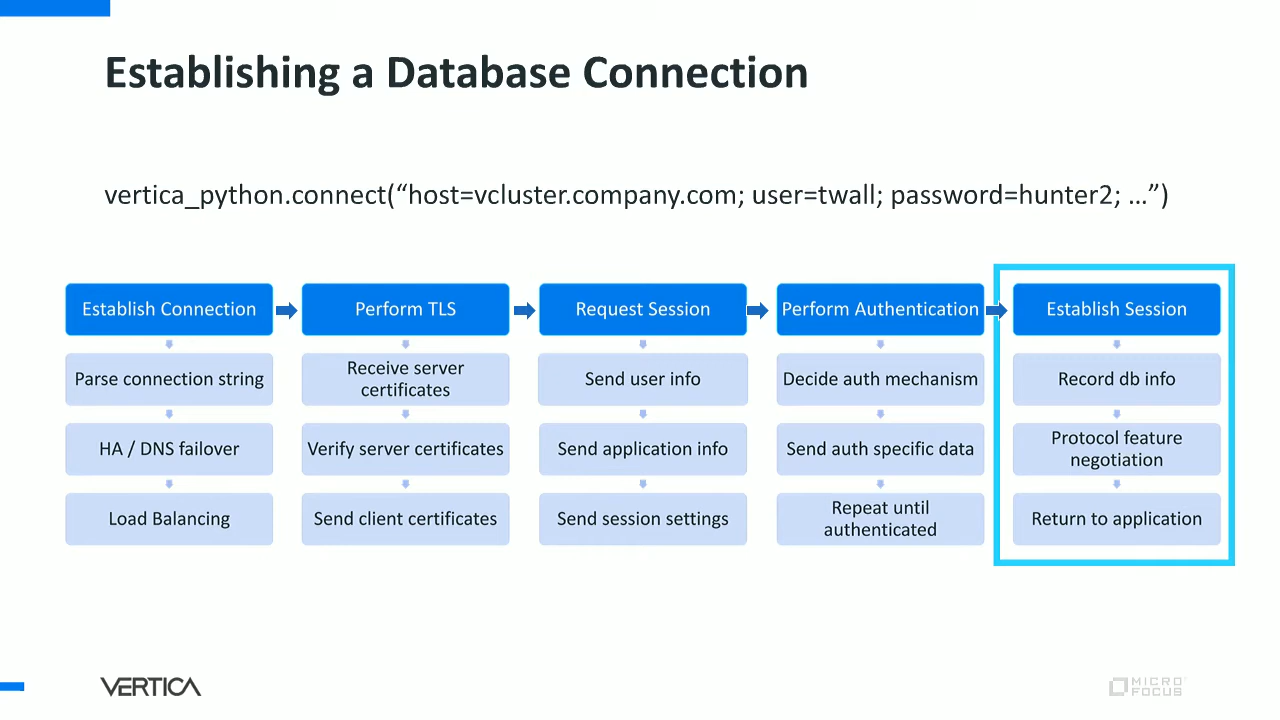 Establishing a Database Connection
vertica_python.connect(“host=vcluster.company.com; user=twall; password=hunter2; …”)
Establish Connection
Parse connection string
HA / DNS failover
Load Balancing
Perform TLS
Receive server
certificates
Verify server certificates
Send client certificates
Request Session
Send user info
Send application info
Send session settings
Perform Authentication
Decide auth mechanism
Send auth specific data
Repeat until
authenticated
Establish Session
Record db info
Protocol feature
negotiation
Return to application
VERTICA
MICRO
FOCUS